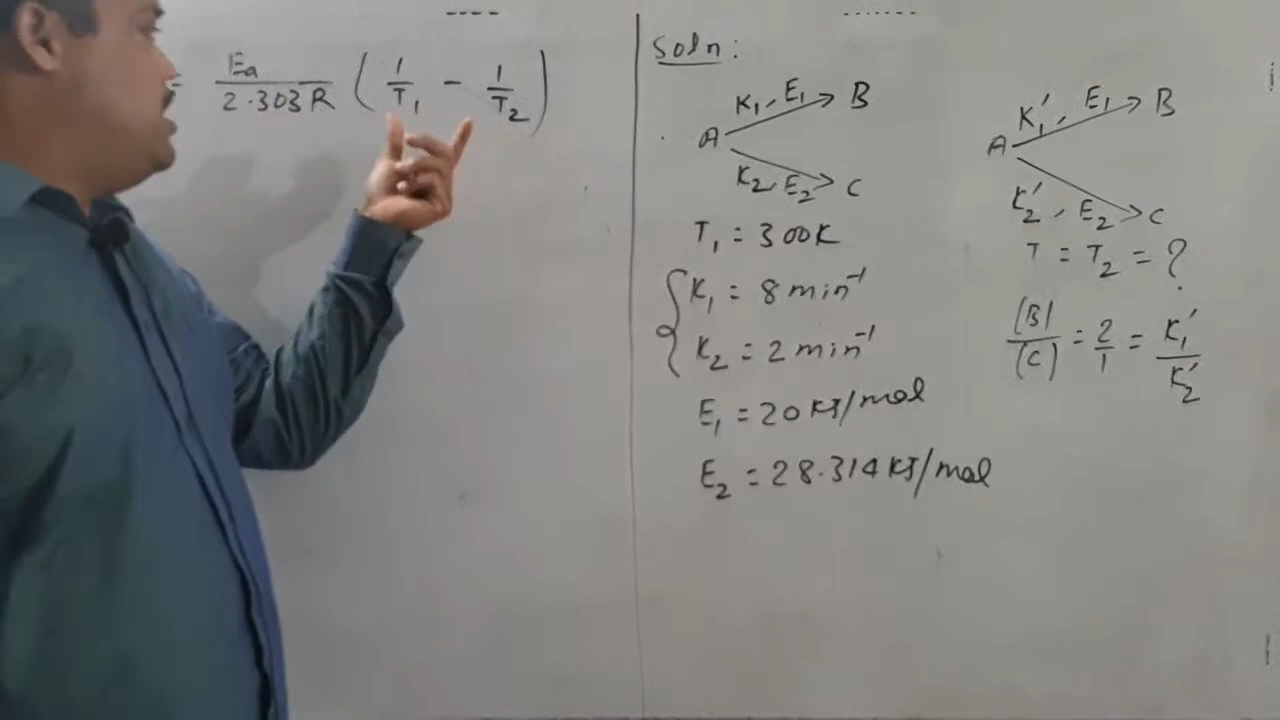 = Ea / 2.303 R ( 1/T1 - 1/T2 )
Soln :
K1, E1 → B
A
K2, E2 → C
T1 = 300K
K1 = 8 min⁻¹
K2 = 2 min⁻¹
E1 = 20 KJ/mol
E2 = 28.314 KJ/mol
K1', E1 → B
A
K2', E2 → C
T = T2 = ?
[B]/[C] = 2/1 = K1'/K2'